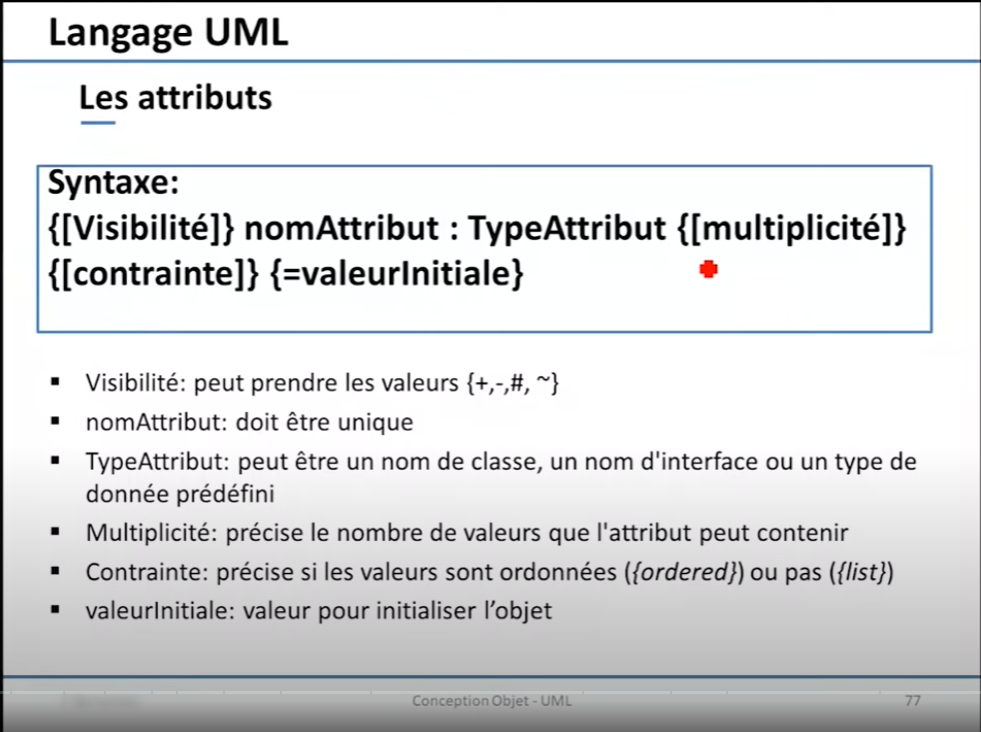 Langage UML
Les attributs
Syntaxe:
{[Visibilité]} nomAttribut : TypeAttribut {[multiplicité]}
{[contrainte]} {=valeurInitiale}
▪ Visibilité: peut prendre les valeurs {+,-,#, ~}
▪ nomAttribut: doit être unique
▪ TypeAttribut: peut être un nom de classe, un nom d'interface ou un type de
donnée prédéfini
▪ Multiplicité: précise le nombre de valeurs que l'attribut peut contenir
▪ Contrainte: précise si les valeurs sont ordonnées ({ordered}) ou pas ({list})
▪ valeurInitiale: valeur pour initialiser l’objet
Conception Objet - UML
77